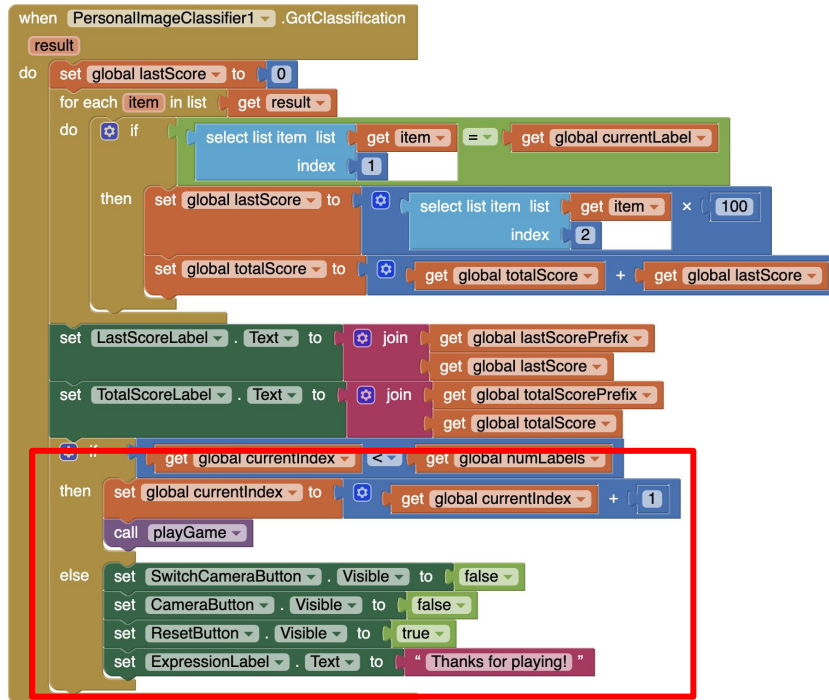 when PersonalImageClassifier1 .GotClassification
result
do set global lastScore to 0
for each item in list get result
do if select list item list get item = get global currentLabel
index 1
then set global lastScore to select list item list get item × 100
index 2
set global totalScore to get global totalScore + get global lastScore
set LastScoreLabel . Text to join get global lastScorePrefix
get global lastScore
set TotalScoreLabel . Text to join get global totalScorePrefix
get global totalScore
if get global currentIndex < get global numLabels
then set global currentIndex to get global currentIndex + 1
call playGame
else set SwitchCameraButton . Visible to false
set CameraButton . Visible to false
set ResetButton . Visible to true
set ExpressionLabel . Text to “ Thanks for playing! ”